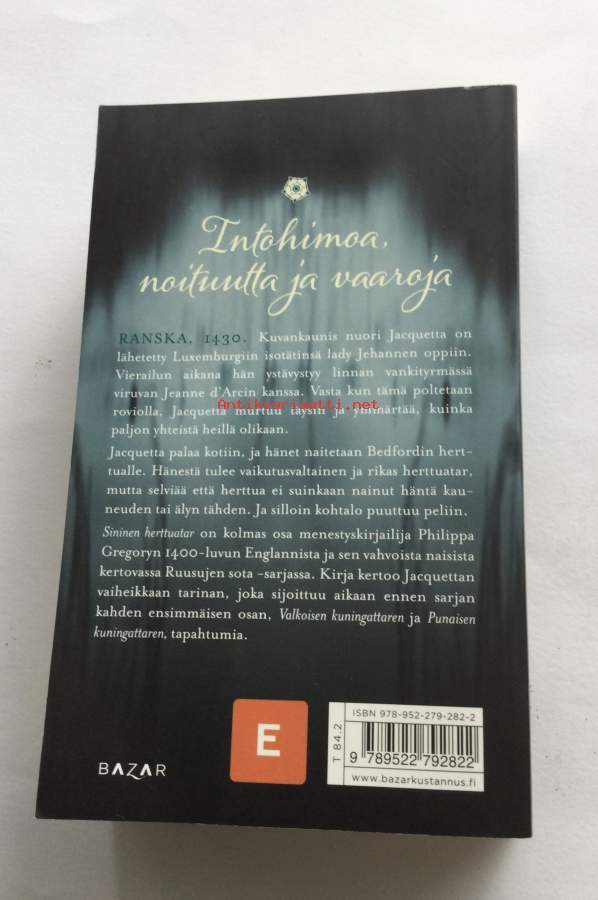 Intohimoa,
noituutta ja vaaroja
RANSKA, 1430. Kuvankaunis nuori Jacquetta on
lähetetty Luxemburgiin isotätinsä lady Jehannen oppiin.
Vierailun aikana hän ystävystyy linnan vankityrmässä
viruvan Jeanne d'Arcin kanssa. Vasta kun tämä poltetaan
Antikvariaatti.net
roviolla, Jacquetta murtuu täysin ja ymmärtää, kuinka
paljon yhteistä heillä olikaan.
Jacquetta palaa kotiin, ja hänet naitetaan Bedfordin hert-
tualle. Hänestä tulee vaikutusvaltainen ja rikas herttuatar,
mutta selviää että herttua ei suinkaan nainut häntä kau-
neuden tai älyn tähden. Ja silloin kohtalo puuttuu peliin.
Sininen herttuatar on kolmas osa menestyskirjailija Philippa
Gregoryn 1400-luvun Englannista ja sen vahvoista naisista
kertovassa Ruusujen sota -sarjassa. Kirja kertoo Jacquettan
vaiheikkaan tarinan, joka sijoittuu aikaan ennen sarjan
kahden ensimmäisen osan, Valkoisen kuningattaren ja Punaisen
kuningattaren, tapahtumia.
BAZAR
E
T 84.2
ISBN 978-952-279-282-2
9 789522 792822
www.bazarkustannus.fi